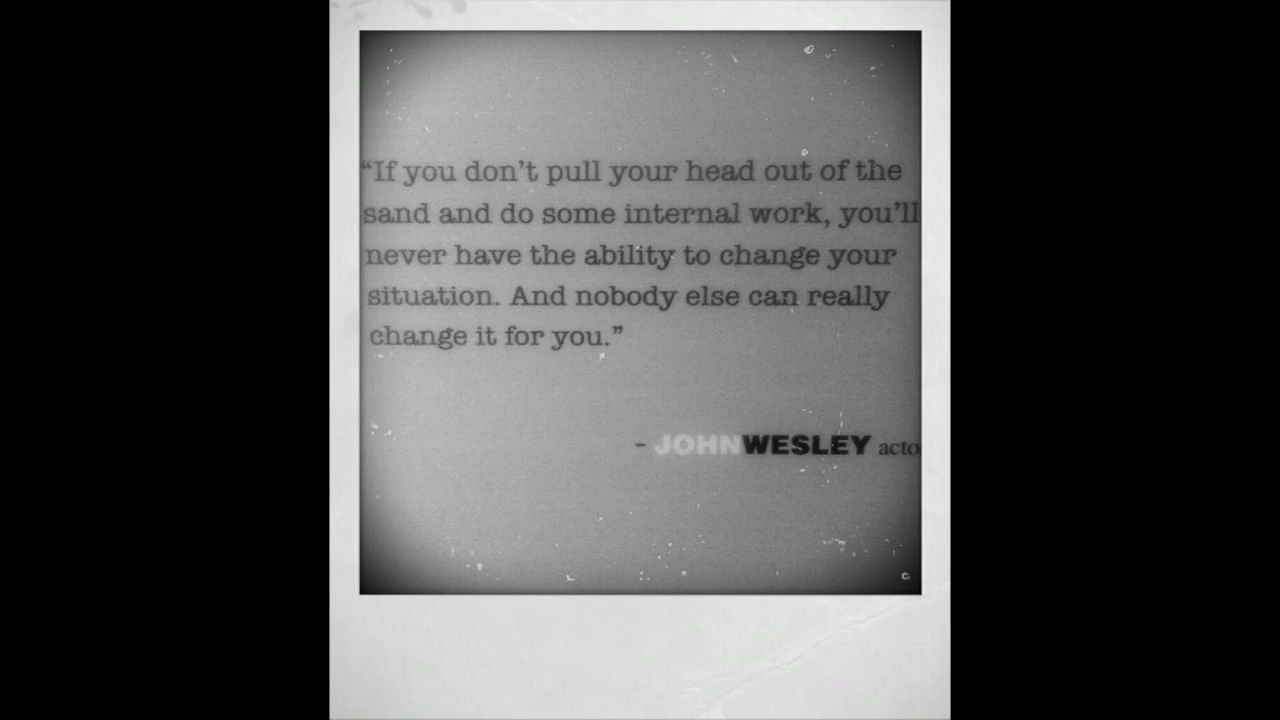 “If you don’t pull your head out of the
sand and do some internal work, you’ll
never have the ability to change your
situation. And nobody else can really
change it for you.”
- JOHNWESLEY acto